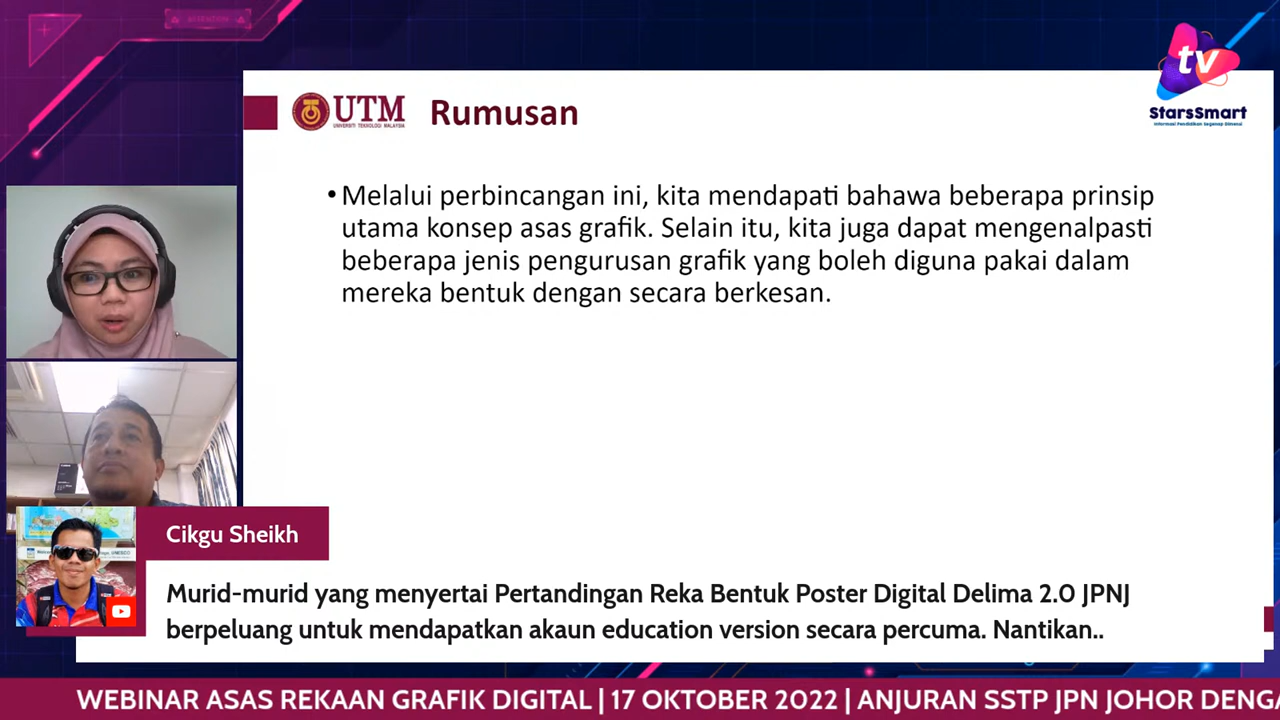 tv
StarsSmart
Informasi Pendidikan Segenap Dimensi
UTM
UNIVERSITI TEKNOLOGI MALAYSIA
Rumusan
• Melalui perbincangan ini, kita mendapati bahawa beberapa prinsip
utama konsep asas grafik. Selain itu, kita juga dapat mengenalpasti
beberapa jenis pengurusan grafik yang boleh diguna pakai dalam
mereka bentuk dengan secara berkesan.
Cikgu Sheikh
Murid-murid yang menyertai Pertandingan Reka Bentuk Poster Digital Delima 2.0 JPNJ
berpeluang untuk mendapatkan akaun education version secara percuma. Nantikan..
WEBINAR ASAS REKAAN GRAFIK DIGITAL | 17 OKTOBER 2022 | ANJURAN SSTP JPN JOHOR DENGA